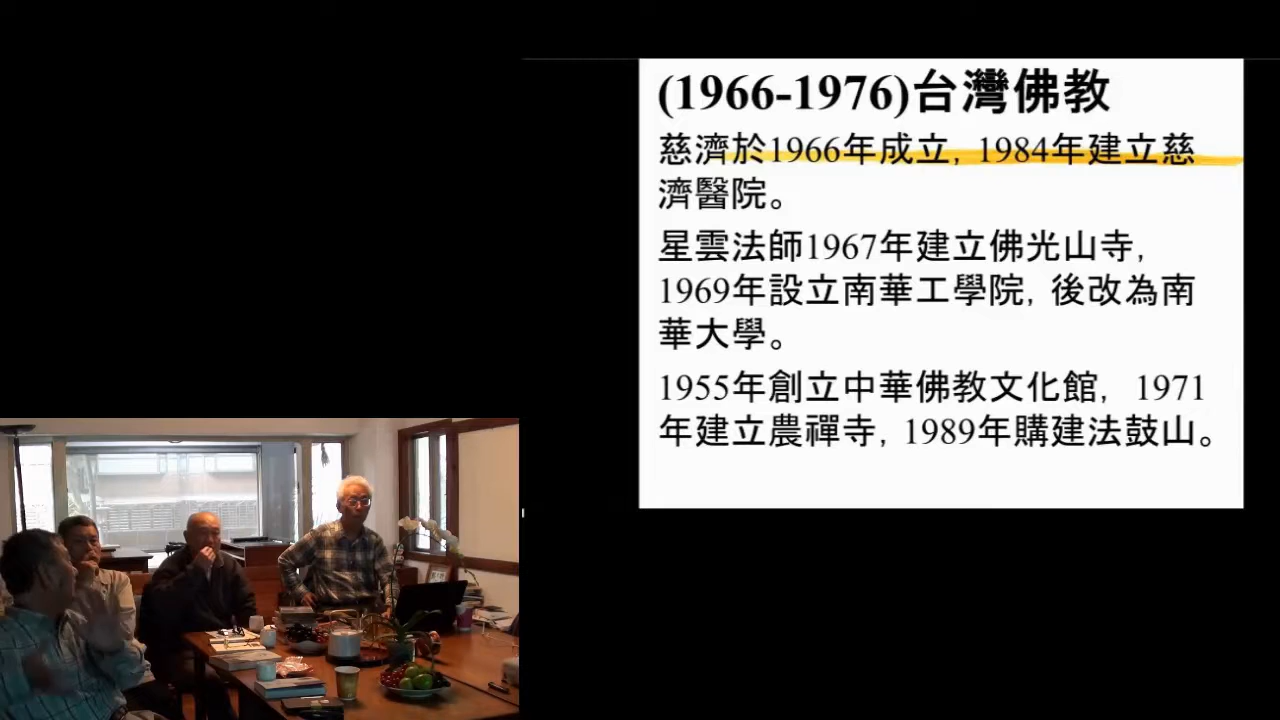 (1966-1976)台灣佛教
慈濟於1966年成立, 1984年建立慈
濟醫院。
星雲法師1967年建立佛光山寺,
1969年設立南華工學院, 後改為南
華大學。
1955年創立中華佛教文化館, 1971
年建立農禪寺, 1989年購建法鼓山。